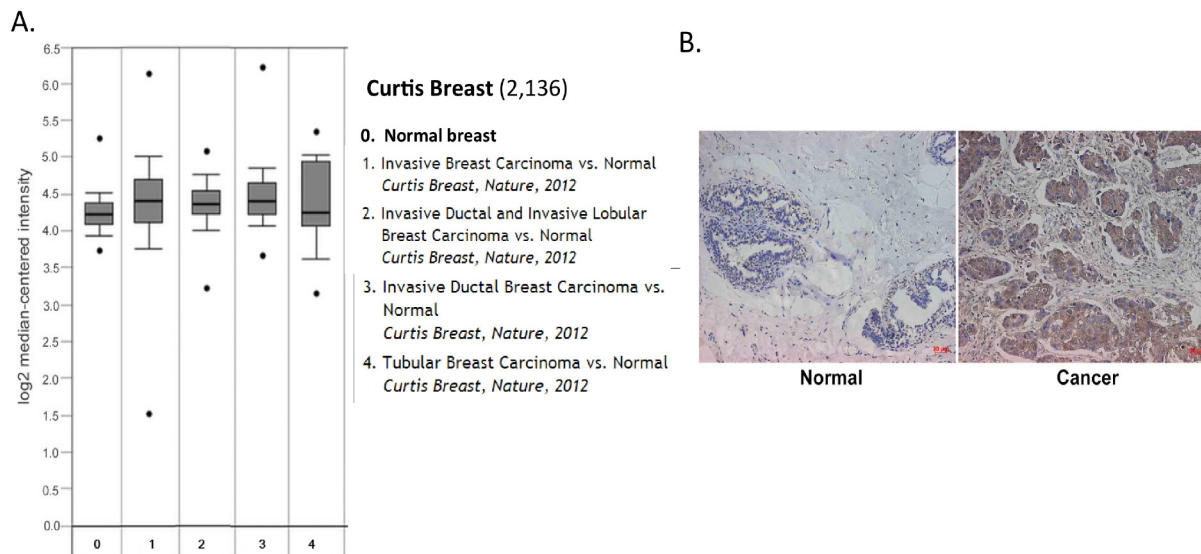 A.
log2 median-centered intensity
6.5
6.0
5.5
5.0
4.5
4.0
3.5
3.0
2.5
2.0
1.5
1.0
0.5
0.0
0 1 2 3 4
Curtis Breast (2,136)
0. Normal breast
1. Invasive Breast Carcinoma vs. Normal
Curtis Breast, Nature, 2012
2. Invasive Ductal and Invasive Lobular
Breast Carcinoma vs. Normal
Curtis Breast, Nature, 2012
3. Invasive Ductal Breast Carcinoma vs.
Normal
Curtis Breast, Nature, 2012
4. Tubular Breast Carcinoma vs. Normal
Curtis Breast, Nature, 2012
B.
Normal
Cancer